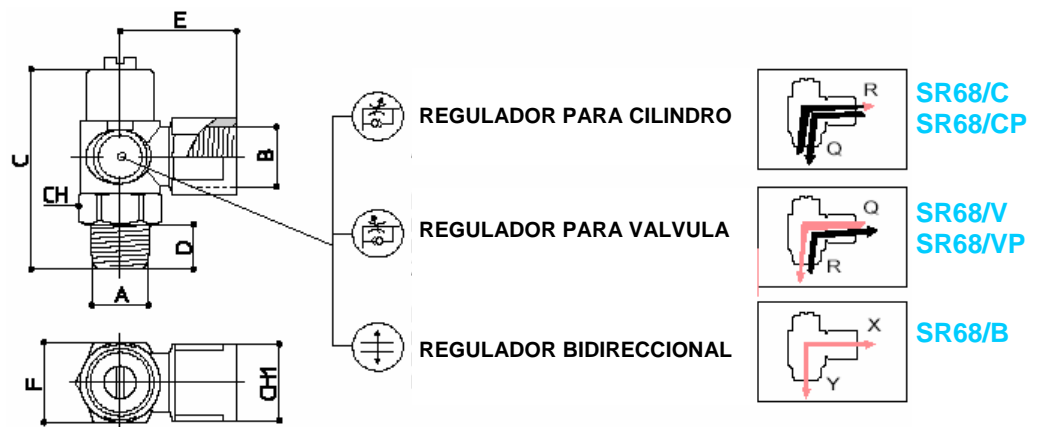 E
C
B
CH
D
A
F
CH1
REGULADOR PARA CILINDRO
R
Q
SR68/C
SR68/CP
REGULADOR PARA VALVULA
Q
R
SR68/V
SR68/VP
REGULADOR BIDIRECCIONAL
X
Y
SR68/B